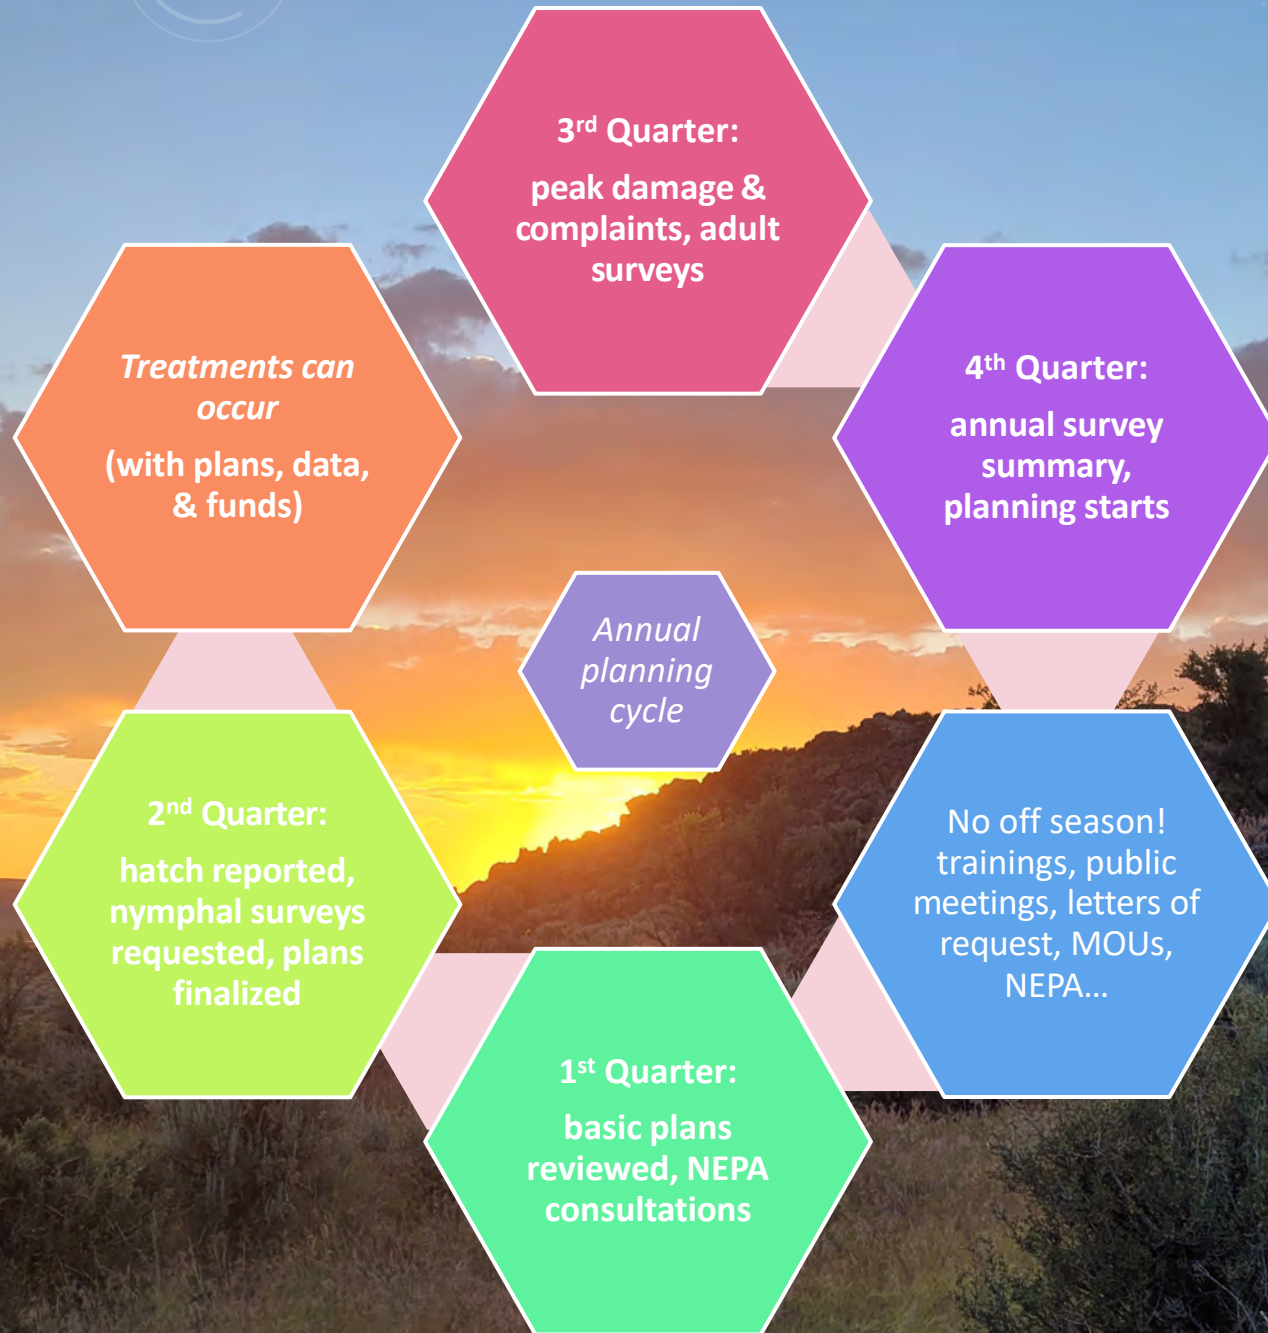 3rd Quarter:
peak damage &
complaints, adult
surveys
4th Quarter:
annual survey
summary,
planning starts
No off season!
trainings, public
meetings, letters of
request, MOUs,
NEPA...
1st Quarter:
basic plans
reviewed, NEPA
consultations
2nd Quarter:
hatch reported,
nymphal surveys
requested, plans
finalized
Treatments can
occur
(with plans, data,
& funds)
Annual
planning
cycle